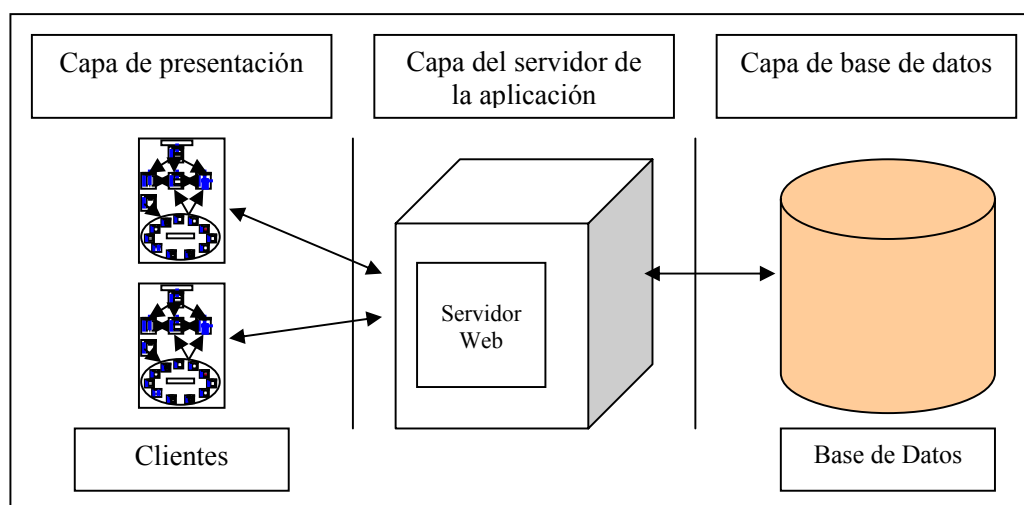 Capa de presentación
Capa del servidor de
la aplicación
Capa de base de datos
Servidor
Web
Clientes
Base de Datos